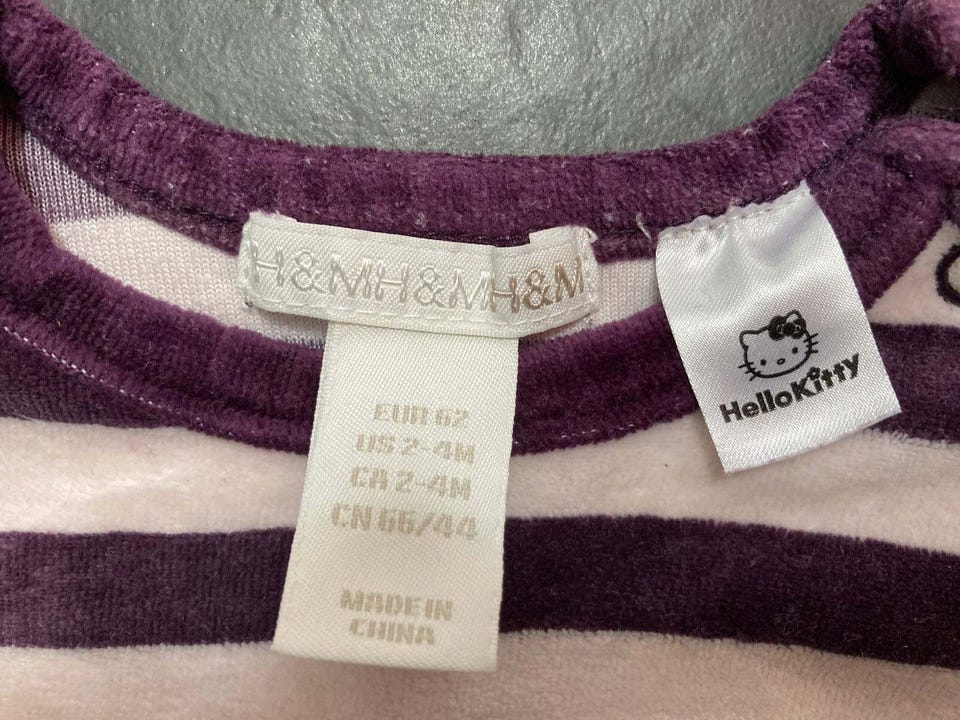 H&MH&MH&M
EUR 62
US 2-4M
CA 2-4M
CN 66/44
MADE IN
CHINA
HelloKitty